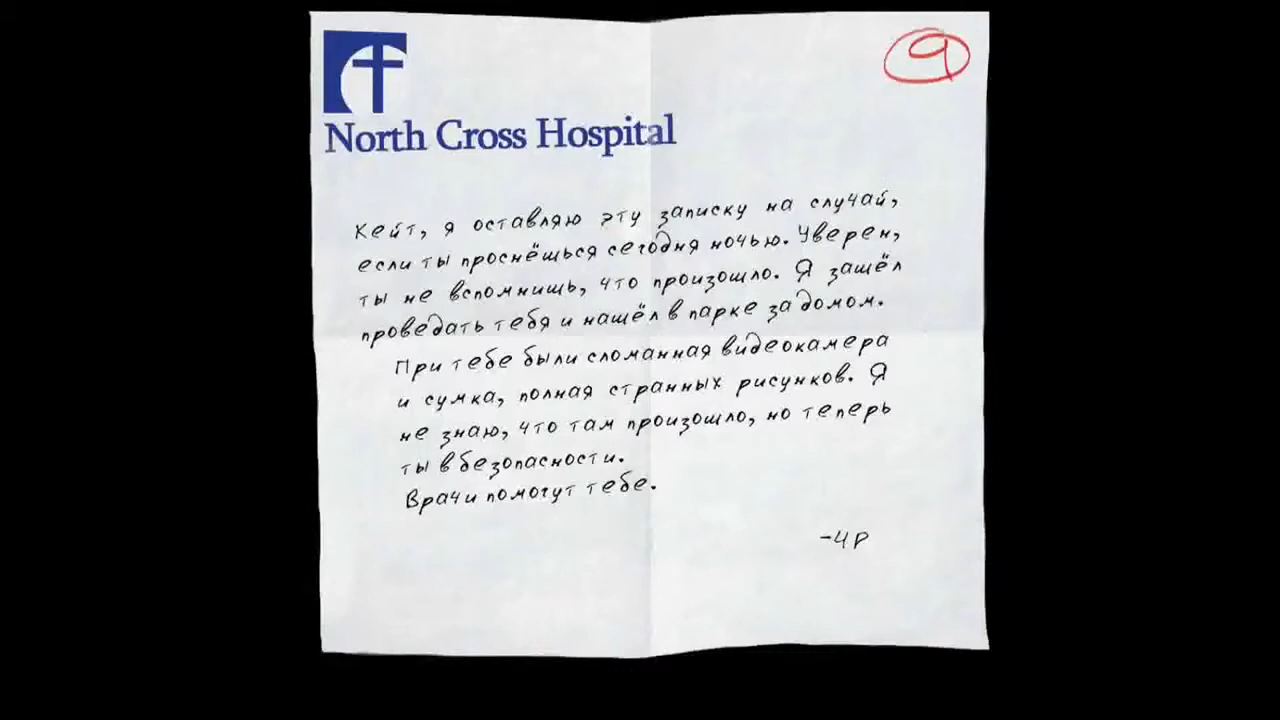 9
North Cross Hospital
Кейт, я оставляю эту записку на случай,
если ты проснёшься сегодня ночью. Уверен,
ты не вспомнишь, что произошло. Я зашёл
проведать тебя и нашёл в парке за домом.
При тебе были сломанная видеокамера
и сумка, полная странных рисунков. Я
не знаю, что там произошло, но теперь
ты в безопасности.
Врачи помогут тебе.
-ЧР